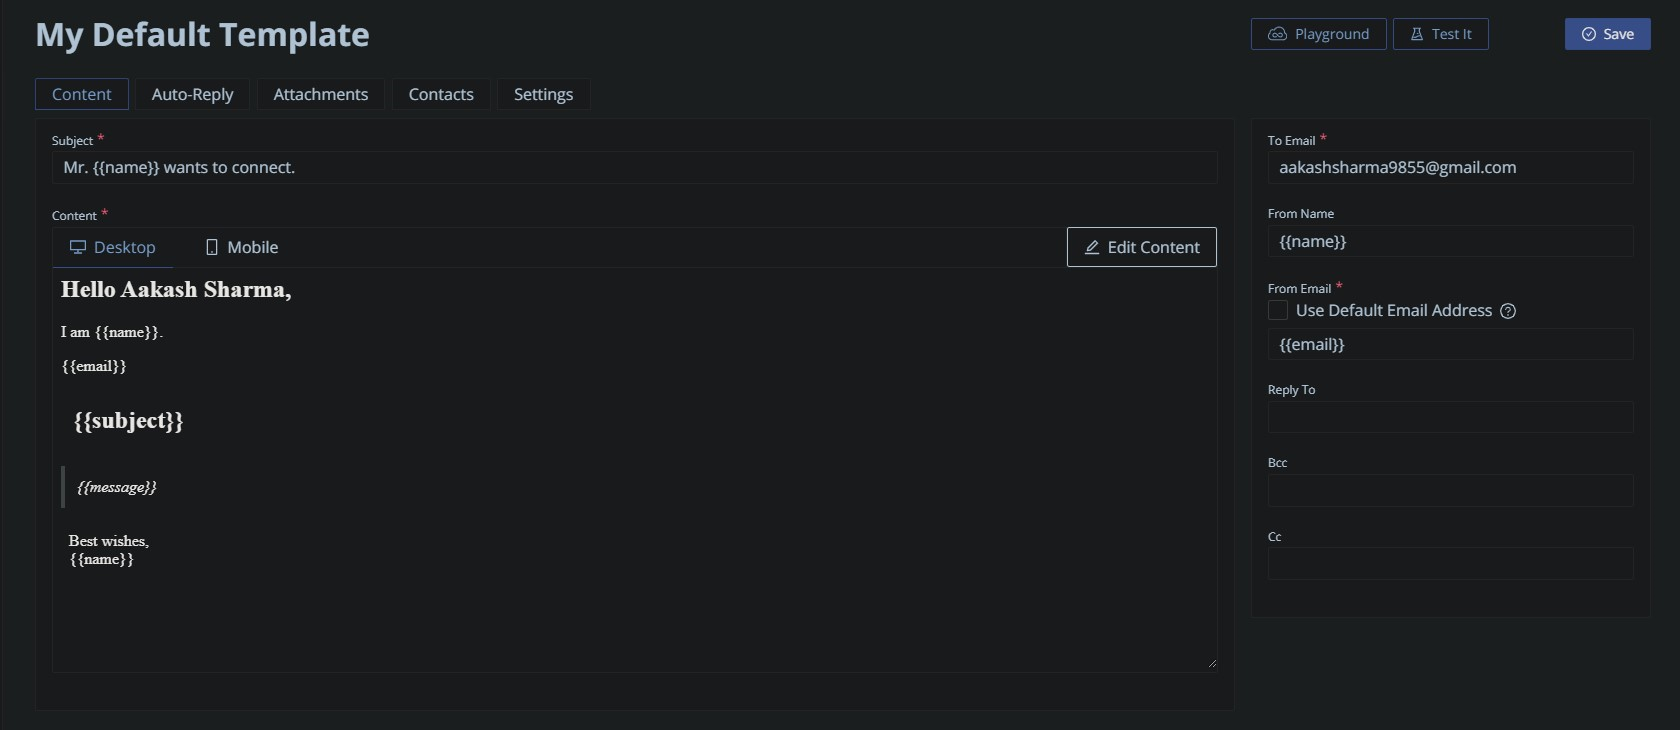 My Default Template
Playground
Test It
Save
Content
Auto-Reply
Attachments
Contacts
Settings
Subject *
Mr. {{name}} wants to connect.
Content *
Desktop
Mobile
Edit Content
Hello Aakash Sharma,
I am {{name}}.
{{email}}
{{subject}}
{{message}}
Best wishes,
{{name}}
To Email *
aakashsharma9855@gmail.com
From Name
{{name}}
From Email *
Use Default Email Address
{{email}}
Reply To
Bcc
Cc